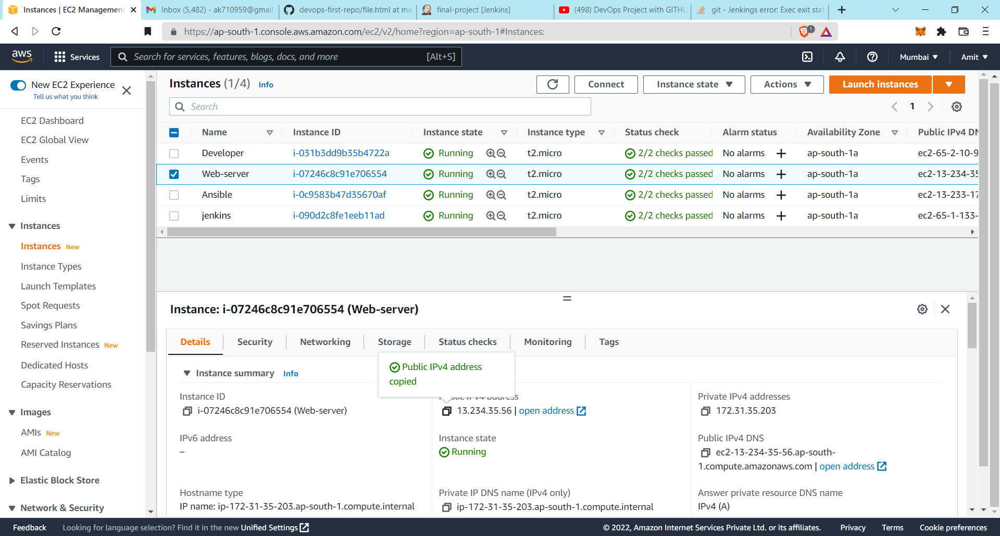 Instances | EC2 Management
Inbox (5,482) - ak710959@gmail.
devops-first-repo/file.html at ma
final-project [Jenkins]
(498) DevOps Project with GITHU
git - Jenkings error: Exec exit stat
https://ap-south-1.console.aws.amazon.com/ec2/v2/home?region=ap-south-1#Instances:
1
aws
Services
Search for services, features, blogs, docs, and more
[Alt+S]
Mumbai
Amit
New EC2 Experience
Tell us what you think
EC2 Dashboard
EC2 Global View
Events
Tags
Limits
Instances
Instances New
Instance Types
Launch Templates
Spot Requests
Savings Plans
Reserved Instances New
Dedicated Hosts
Capacity Reservations
Images
AMIs New
AMI Catalog
Elastic Block Store
Network & Security
Instances (1/4) Info
Connect
Instance state
Actions
Launch instances
Search
1
Name Instance ID Instance state Instance type Status check Alarm status Availability Zone Public IPv4 DN
Developer i-031b3dd9b35b4722a Running t2.micro 2/2 checks passed No alarms ap-south-1a ec2-65-2-10-9
Web-server i-07246c8c91e706554 Running t2.micro 2/2 checks passed No alarms ap-south-1a ec2-13-234-35
Ansible i-0c9583b47d35670af Running t2.micro 2/2 checks passed No alarms ap-south-1a ec2-13-233-17
jenkins i-090d2c8fe1eeb11ad Running t2.micro 2/2 checks passed No alarms ap-south-1a ec2-65-1-133-
Instance: i-07246c8c91e706554 (Web-server)
Details
Security
Networking
Storage
Status checks
Monitoring
Tags
Public IPv4 address
copied
Instance summary Info
Instance ID
i-07246c8c91e706554 (Web-server)
address
13.234.35.56 | open address
Private IPv4 addresses
172.31.35.203
IPv6 address
–
Instance state
Running
Public IPv4 DNS
ec2-13-234-35-56.ap-south-
1.compute.amazonaws.com | open address
Hostname type
IP name: ip-172-31-35-203.ap-south-1.compute.internal
Private IP DNS name (IPv4 only)
ip-172-31-35-203.ap-south-1.compute.internal
Answer private resource DNS name
IPv4 (A)
Feedback
Looking for language selection? Find it in the new Unified Settings
© 2022, Amazon Internet Services Private Ltd. or its affiliates.
Privacy
Terms
Cookie preferences